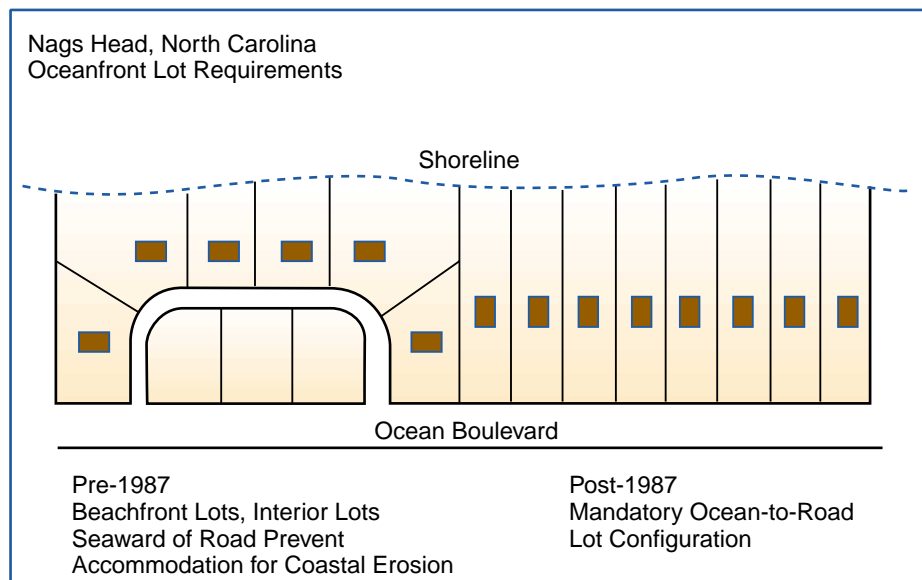 Nags Head, North Carolina
Oceanfront Lot Requirements
Shoreline
Ocean Boulevard
Pre-1987
Beachfront Lots, Interior Lots
Seaward of Road Prevent
Accommodation for Coastal Erosion
Post-1987
Mandatory Ocean-to-Road
Lot Configuration